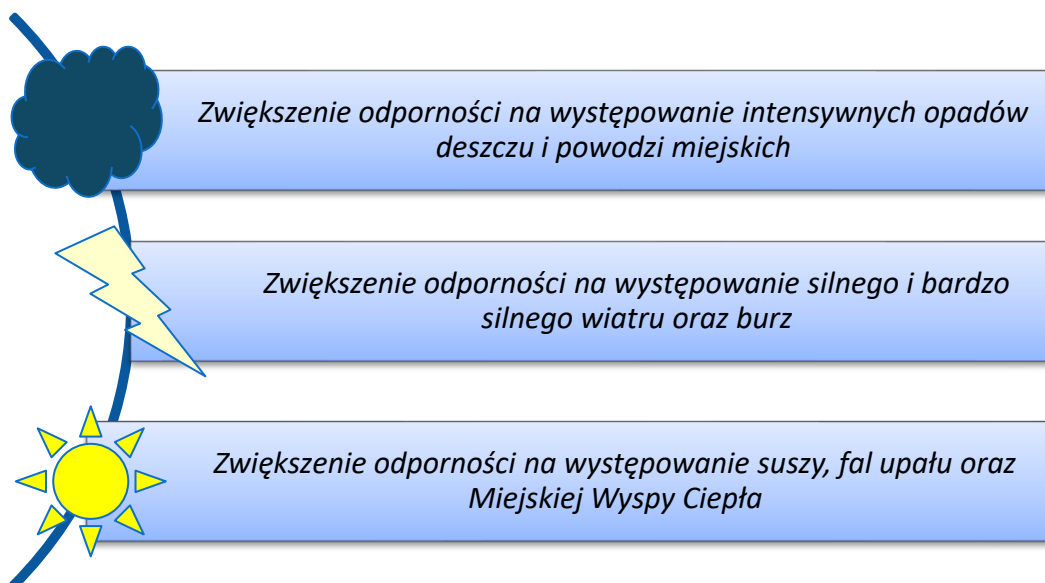 Zwiększenie odporności na występowanie intensywnych opadów
deszczu i powodzi miejskich
Zwiększenie odporności na występowanie silnego i bardzo
silnego wiatru oraz burz
Zwiększenie odporności na występowanie suszy, fal upału oraz
Miejskiej Wyspy Ciepła